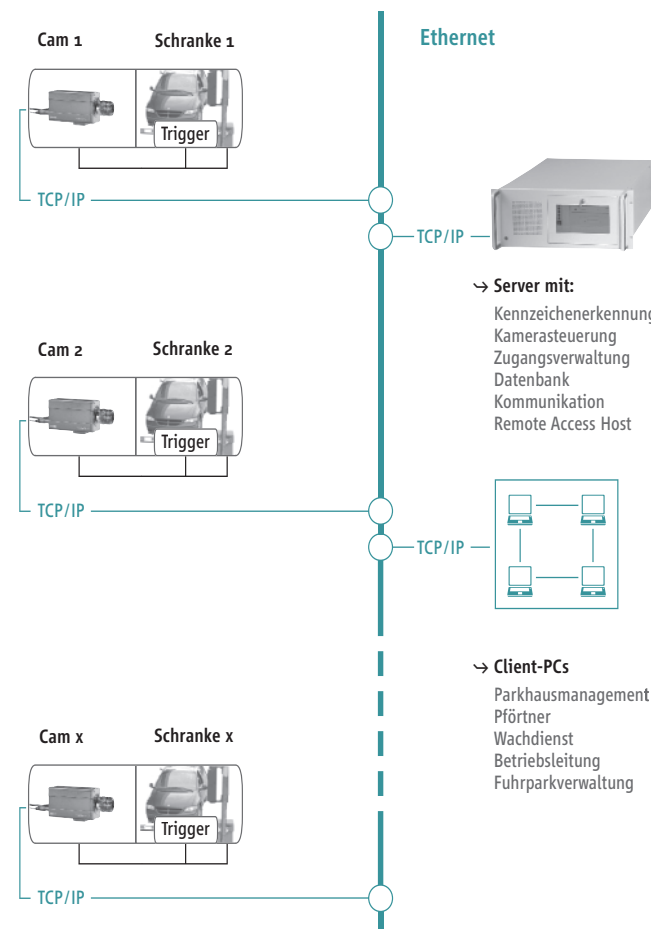 Cam 1
Schranke 1
Ethernet
Trigger
TCP/IP
TCP/IP
Server mit:
Kennzeichenerkennung
Kamerasteuerung
Zugangsverwaltung
Datenbank
Kommunikation
Remote Access Host
Cam 2
Schranke 2
Trigger
TCP/IP
TCP/IP
Client-PCs
Parkhausmanagement
Pförtner
Wachdienst
Betriebsleitung
Fuhrparkverwaltung
Cam x
Schranke x
Trigger
TCP/IP